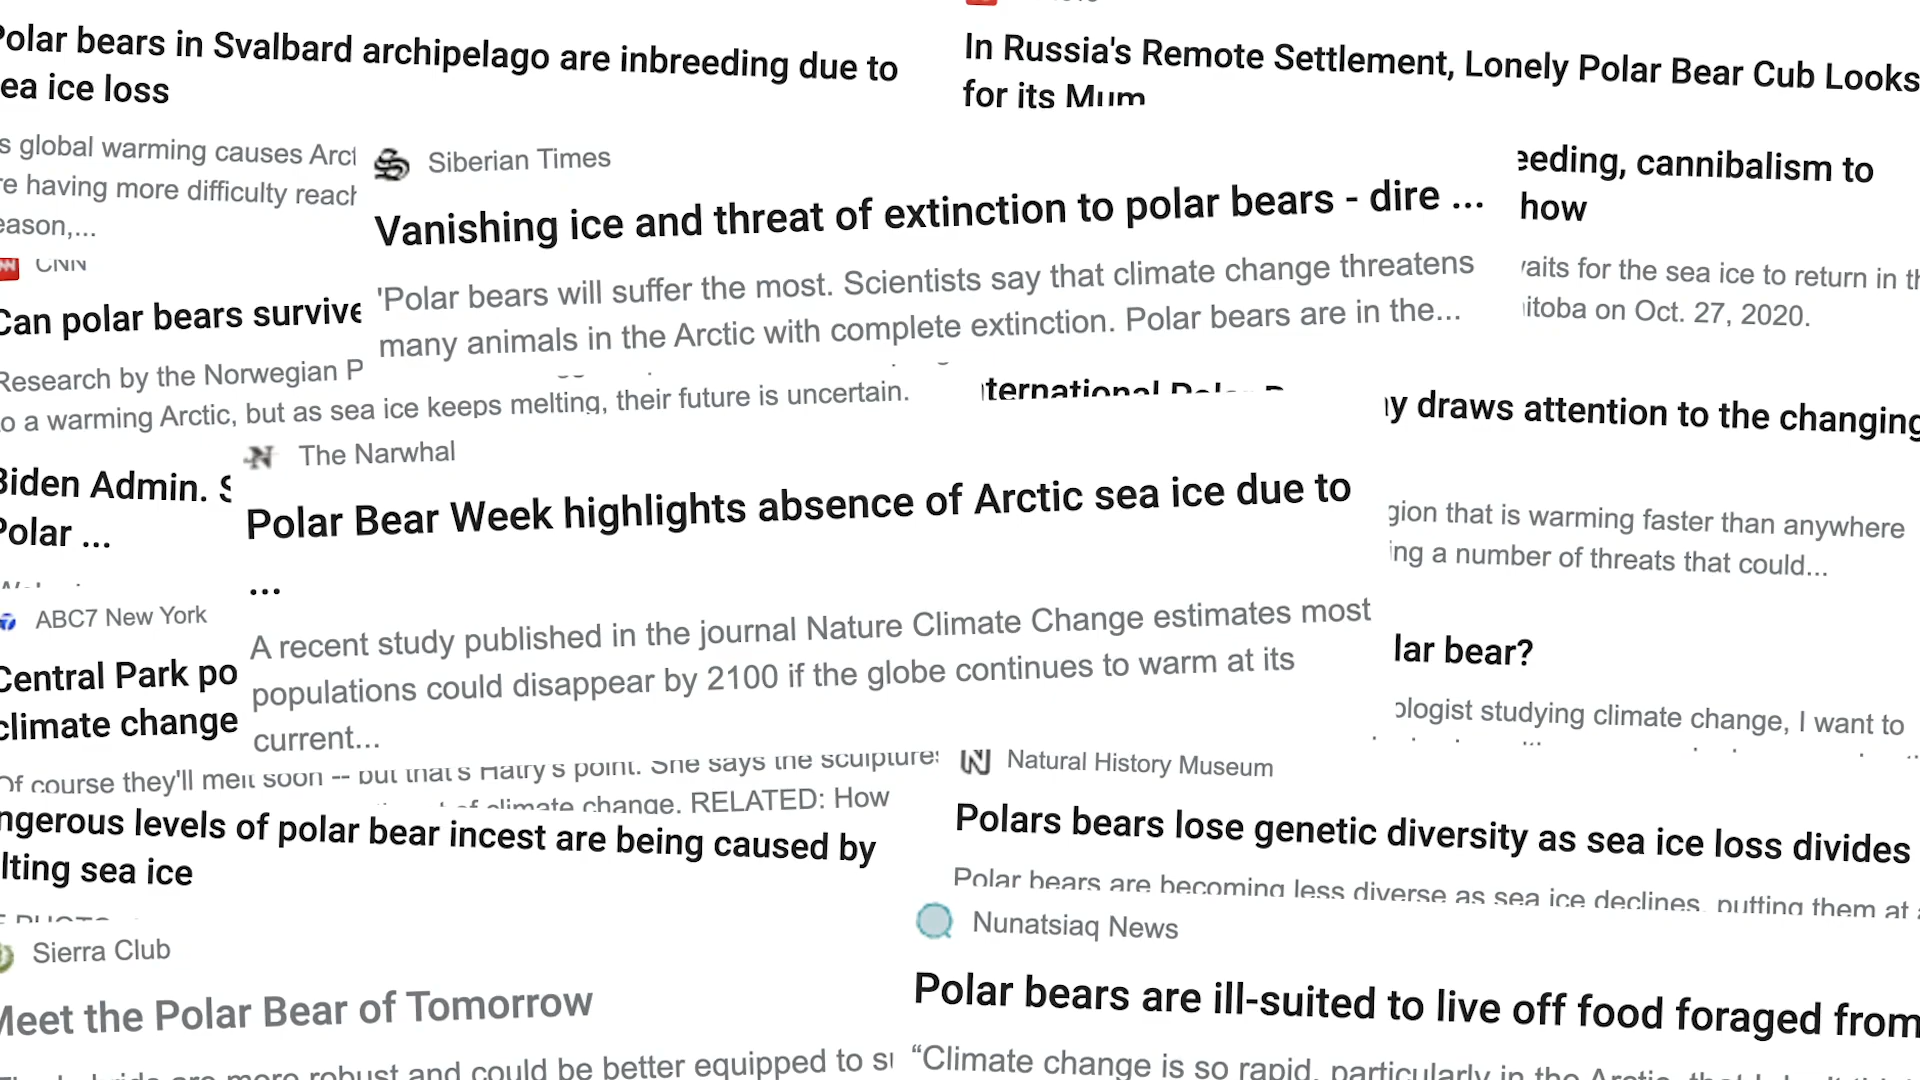 Polar bears in Svalbard archipelago are inbreeding due to
sea ice loss
s global warming causes Arct
re having more difficulty reach
eason,...
In Russia's Remote Settlement, Lonely Polar Bear Cub Looks
for its Mum
Siberian Times
Vanishing ice and threat of extinction to polar bears - dire ...
'Polar bears will suffer the most. Scientists say that climate change threatens
many animals in the Arctic with complete extinction. Polar bears are in the...
eeding, cannibalism to
how
aits for the sea ice to return in th
itoba on Oct. 27, 2020.
CNN
Can polar bears survive
Research by the Norwegian P
o a warming Arctic, but as sea ice keeps melting, their future is uncertain.
ternational Polar
y draws attention to the changing
gion that is warming faster than anywhere
ing a number of threats that could...
The Narwhal
Polar Bear Week highlights absence of Arctic sea ice due to
...
A recent study published in the journal Nature Climate Change estimates most
populations could disappear by 2100 if the globe continues to warm at its
current...
Biden Admin. S
Polar ...
ABC7 New York
Central Park po
climate change
Of course they'll melt soon -- but that's Hatry's point. She says the sculptures
of climate change. RELATED: How
lar bear?
ologist studying climate change, I want to
ngerous levels of polar bear incest are being caused by
lting sea ice
Natural History Museum
Polars bears lose genetic diversity as sea ice loss divides
Polar bears are becoming less diverse as sea ice declines, putting them at
Sierra Club
Meet the Polar Bear of Tomorrow
are more robust and could be better equipped to su
Nunatsiaq News
Polar bears are ill-suited to live off food foraged from
“Climate change is so rapid, particularly in the Arctic, that